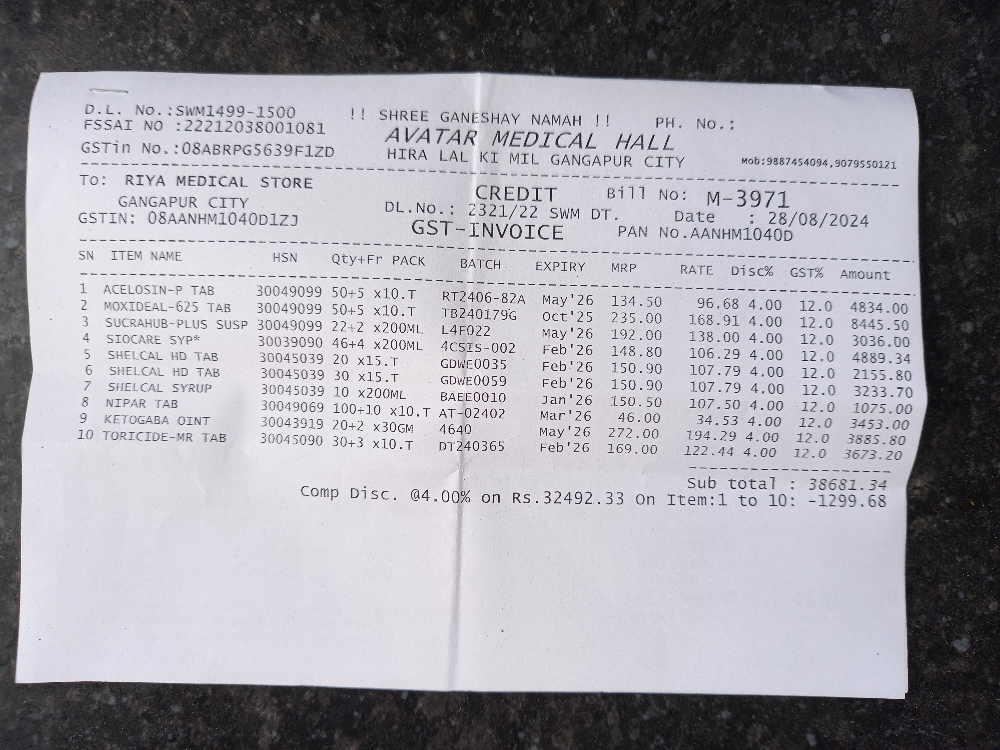 D.L. No.:SWM1499-1500 !! SHREE GANESHAY NAMAH !! PH. No.:
FSSAI NO :22212038001081 AVATAR MEDICAL HALL
GSTin No.:08ABRPG5639F1ZD HIRA LAL KI MIL GANGAPUR CITY Mob:9887454094,9079550121
To: RIYA MEDICAL STORE CREDIT Bill No: M-3971
GANGAPUR CITY DL.No.: 2321/22 SWM DT. Date : 28/08/2024
GSTIN: 08AANHM1040D1ZJ GST-INVOICE PAN No.AANHM1040D
SN ITEM NAME HSN Qty+Fr PACK BATCH EXPIRY MRP RATE Disc% GST% Amount
1 ACELOSIN-P TAB 30049099 50+5 x10.T RT2406-82A May'26 134.50 96.68 4.00 12.0 4834.00
2 MOXIDEAL-625 TAB 30049099 50+5 x10.T TB240179G Oct'25 235.00 168.91 4.00 12.0 8445.50
3 SUCRAHUB-PLUS SUSP 30049099 22+2 x200ML L4F022 May'26 192.00 138.00 4.00 12.0 3036.00
4 SIOCARE SYP* 30039090 46+4 x200ML 4CSIS-002 Feb'26 148.80 106.29 4.00 12.0 4889.34
5 SHELCAL HD TAB 30045039 20 x15.T GDWE0035 Feb'26 150.90 107.79 4.00 12.0 2155.80
6 SHELCAL HD TAB 30045039 30 x15.T GDWE0059 Feb'26 150.90 107.79 4.00 12.0 3233.70
7 SHELCAL SYRUP 30045039 10 x200ML BAEE0010 Jan'26 150.50 107.50 4.00 12.0 1075.00
8 NIPAR TAB 30049069 100+10 x10.T AT-02402 Mar'26 46.00 34.53 4.00 12.0 3453.00
9 KETOGABA OINT 30043919 20+2 x30GM 4640 May'26 272.00 194.29 4.00 12.0 3885.80
10 TORICIDE-MR TAB 30045090 30+3 x10.T DT240365 Feb'26 169.00 122.44 4.00 12.0 3673.20
Sub total : 38681.34
Comp Disc. @4.00% on Rs.32492.33 On Item:1 to 10: -1299.68